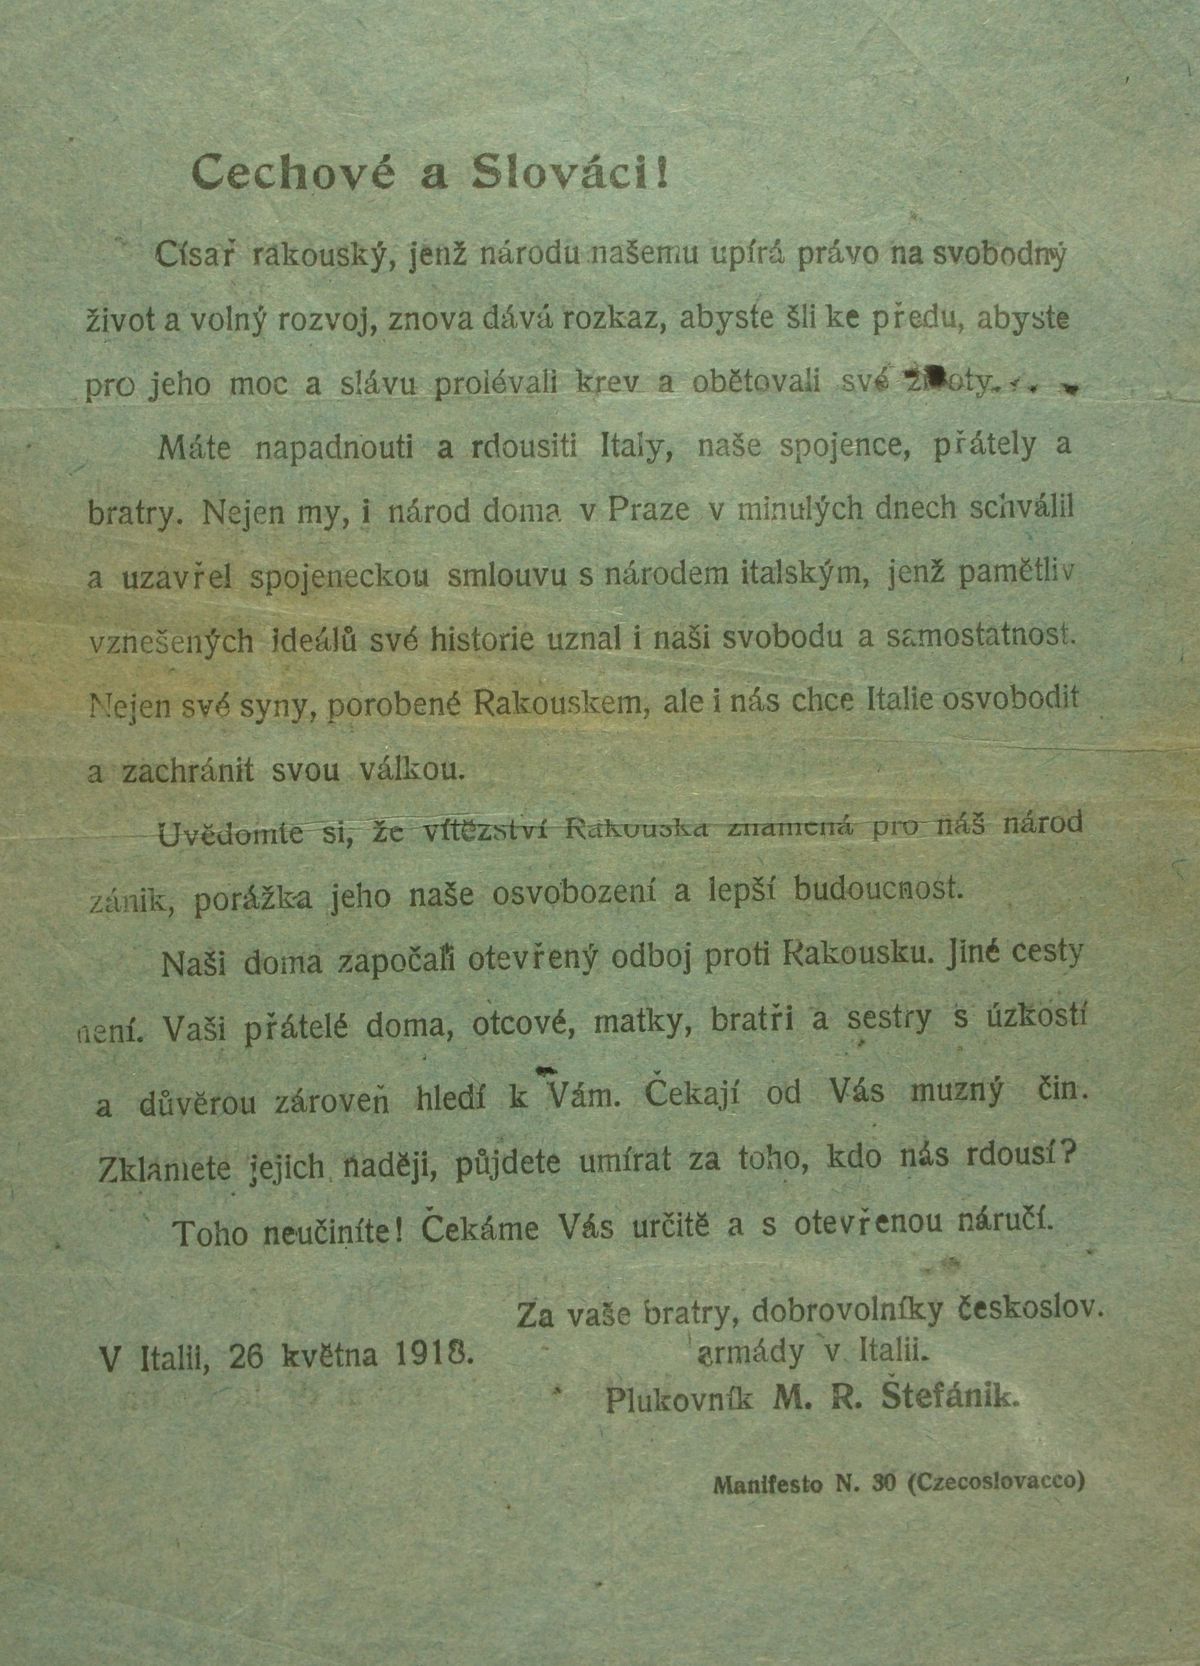 Cechové a Slováci!
Císař rakouský, jenž národu našemu upírá právo na svobodný
život a volný rozvoj, znova dává rozkaz, abyste šli ke předu, abyste
pro jeho moc a slávu prolévali krev a obětovali své životy. . . .
Máte napadnouti a rdousiti Italy, naše spojence, přátely a
bratry. Nejen my, i národ doma v Praze v minulých dnech schválil
a uzavřel spojeneckou smlouvu s národem italským, jenž pamětliv
vznešených ideálů své historie uznal i naši svobodu a samostatnost.
Nejen své syny, porobené Rakouskem, ale i nás chce Italie osvobodit
a zachránit svou válkou.
Uvědomte si, že vítězství Rakouska znamená pro náš národ
zánik, porážka jeho naše osvobození a lepší budoucnost.
Naši doma započali otevřený odboj proti Rakousku. Jiné cesty
není. Vaši přátelé doma, otcové, matky, bratři a sestry s úzkostí
a důvěrou zároveň hledí k Vám. Čekají od Vás muzný čin.
Zklamete jejich naději, půjdete umírat za toho, kdo nás rdousí?
Toho neučiníte! Čekáme Vás určitě a s otevřenou náručí.
Za vaše bratry, dobrovolníky českoslov.
armády v Italii.
V Italii, 26 května 1918.
Plukovník M. R. Štefánik.
Manifesto N. 30 (Czecoslovacco)